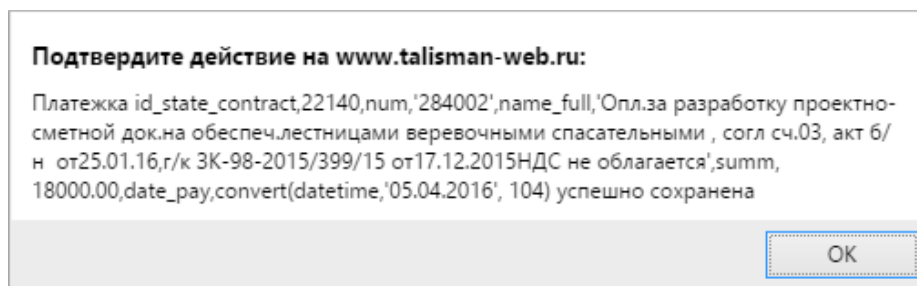 Подтвердите действие на www.talisman-web.ru:
Платежка id_state_contract,22140,num,'284002',name_full,'Опл.за разработку проектно-
сметной док.на обеспеч.лестницами веревочными спасательными , согл сч.03, акт б/
н  от25.01.16,г/к ЗК-98-2015/399/15 от17.12.2015НДС не облагается',summ,
18000.00,date_pay,convert(datetime,'05.04.2016', 104) успешно сохранена
ОК